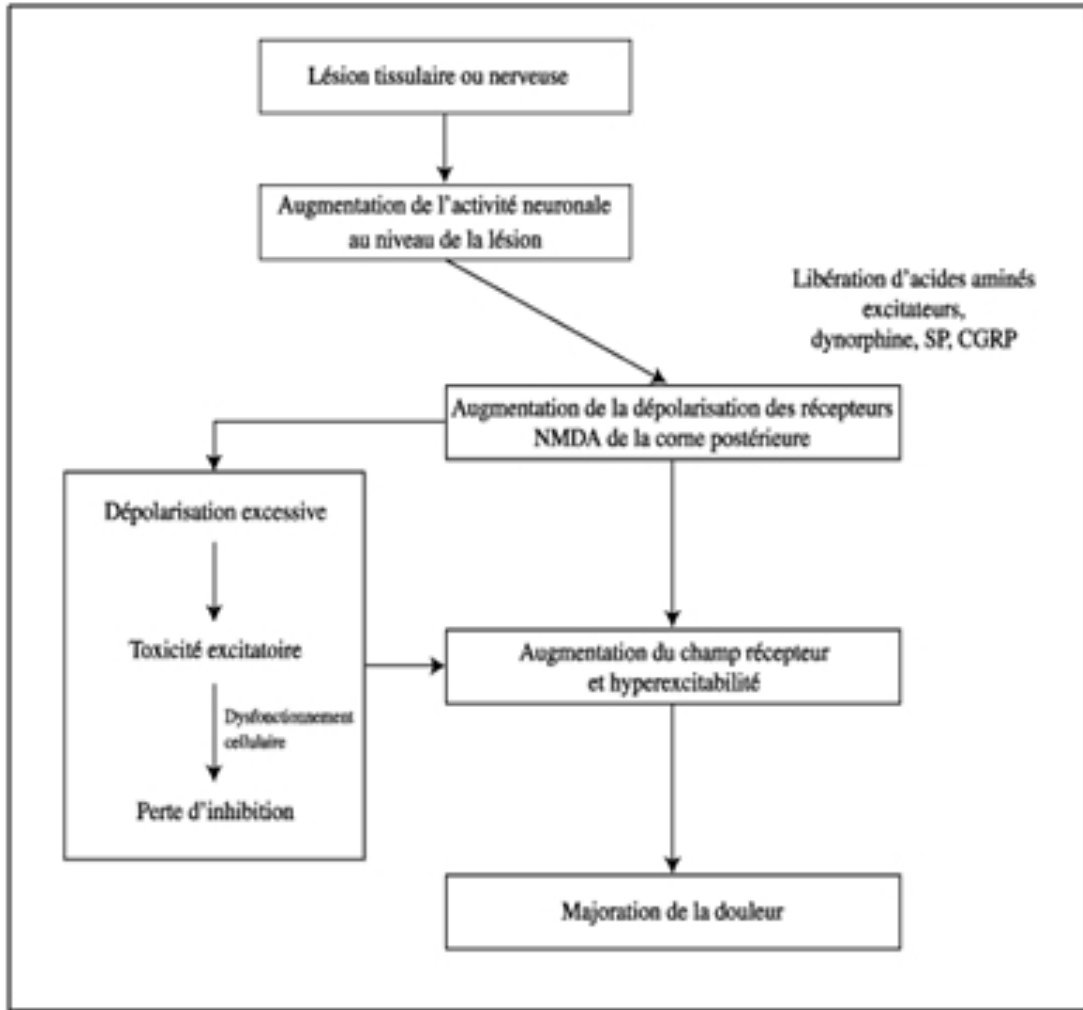 Lésion tissulaire ou nerveuse
Augmentation de l'activité neuronale
au niveau de la lésion
Libération d'acides aminés
excitateurs,
dynorphine, SP, CGRP
Augmentation de la dépolarisation des récepteurs
NMDA de la corne postérieure
Dépolarisation excessive
Toxicité excitatoire
Dysfonctionnement
cellulaire
Perte d'inhibition
Augmentation du champ récepteur
et hyperexcitabilité
Majoration de la douleur